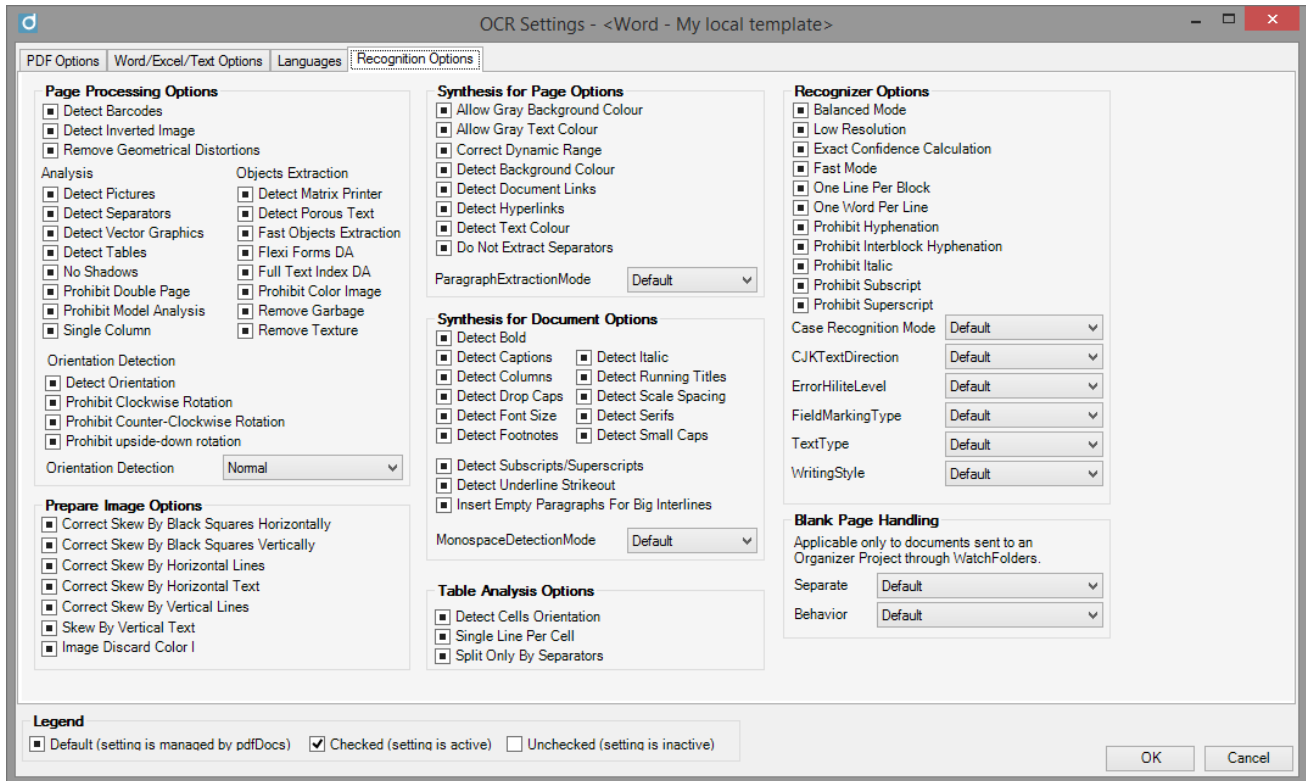 OCR Settings - <Word - My local template>
PDF Options
Word/Excel/Text Options
Languages
Recognition Options
Page Processing Options
Detect Barcodes
Detect Inverted Image
Remove Geometrical Distortions
Analysis
Detect Pictures
Detect Separators
Detect Vector Graphics
Detect Tables
No Shadows
Prohibit Double Page
Prohibit Model Analysis
Single Column
Objects Extraction
Detect Matrix Printer
Detect Porous Text
Fast Objects Extraction
Flexi Forms DA
Full Text Index DA
Prohibit Color Image
Remove Garbage
Remove Texture
Orientation Detection
Detect Orientation
Prohibit Clockwise Rotation
Prohibit Counter-Clockwise Rotation
Prohibit upside-down rotation
Orientation Detection Normal
Prepare Image Options
Correct Skew By Black Squares Horizontally
Correct Skew By Black Squares Vertically
Correct Skew By Horizontal Lines
Correct Skew By Horizontal Text
Correct Skew By Vertical Lines
Skew By Vertical Text
Image Discard Color I
Synthesis for Page Options
Allow Gray Background Colour
Allow Gray Text Colour
Correct Dynamic Range
Detect Background Colour
Detect Document Links
Detect Hyperlinks
Detect Text Colour
Do Not Extract Separators
ParagraphExtractionMode Default
Synthesis for Document Options
Detect Bold
Detect Captions
Detect Columns
Detect Drop Caps
Detect Font Size
Detect Footnotes
Detect Italic
Detect Running Titles
Detect Scale Spacing
Detect Serifs
Detect Small Caps
Detect Subscripts/Superscripts
Detect Underline Strikeout
Insert Empty Paragraphs For Big Interlines
MonospaceDetectionMode Default
Table Analysis Options
Detect Cells Orientation
Single Line Per Cell
Split Only By Separators
Recognizer Options
Balanced Mode
Low Resolution
Exact Confidence Calculation
Fast Mode
One Line Per Block
One Word Per Line
Prohibit Hyphenation
Prohibit Interblock Hyphenation
Prohibit Italic
Prohibit Subscript
Prohibit Superscript
Case Recognition Mode Default
CJKTextDirection Default
ErrorHiliteLevel Default
FieldMarkingType Default
TextType Default
WritingStyle Default
Blank Page Handling
Applicable only to documents sent to an
Organizer Project through WatchFolders.
Separate Default
Behavior Default
Legend
Default (setting is managed by pdfDocs)
Checked (setting is active)
Unchecked (setting is inactive)
OK
Cancel